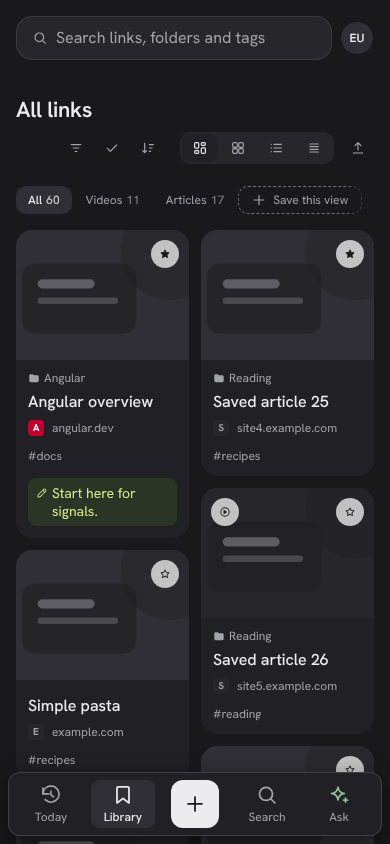 Search links, folders and tags
EU
All links
All 60
Videos 11
Articles 17
Save this view
Angular
Angular overview
A angular.dev
#docs
Start here for
signals.
Reading
Saved article 25
S site4.example.com
#recipes
Simple pasta
E example.com
#recipes
Reading
Saved article 26
S site5.example.com
#reading
Today
Library
Search
Ask